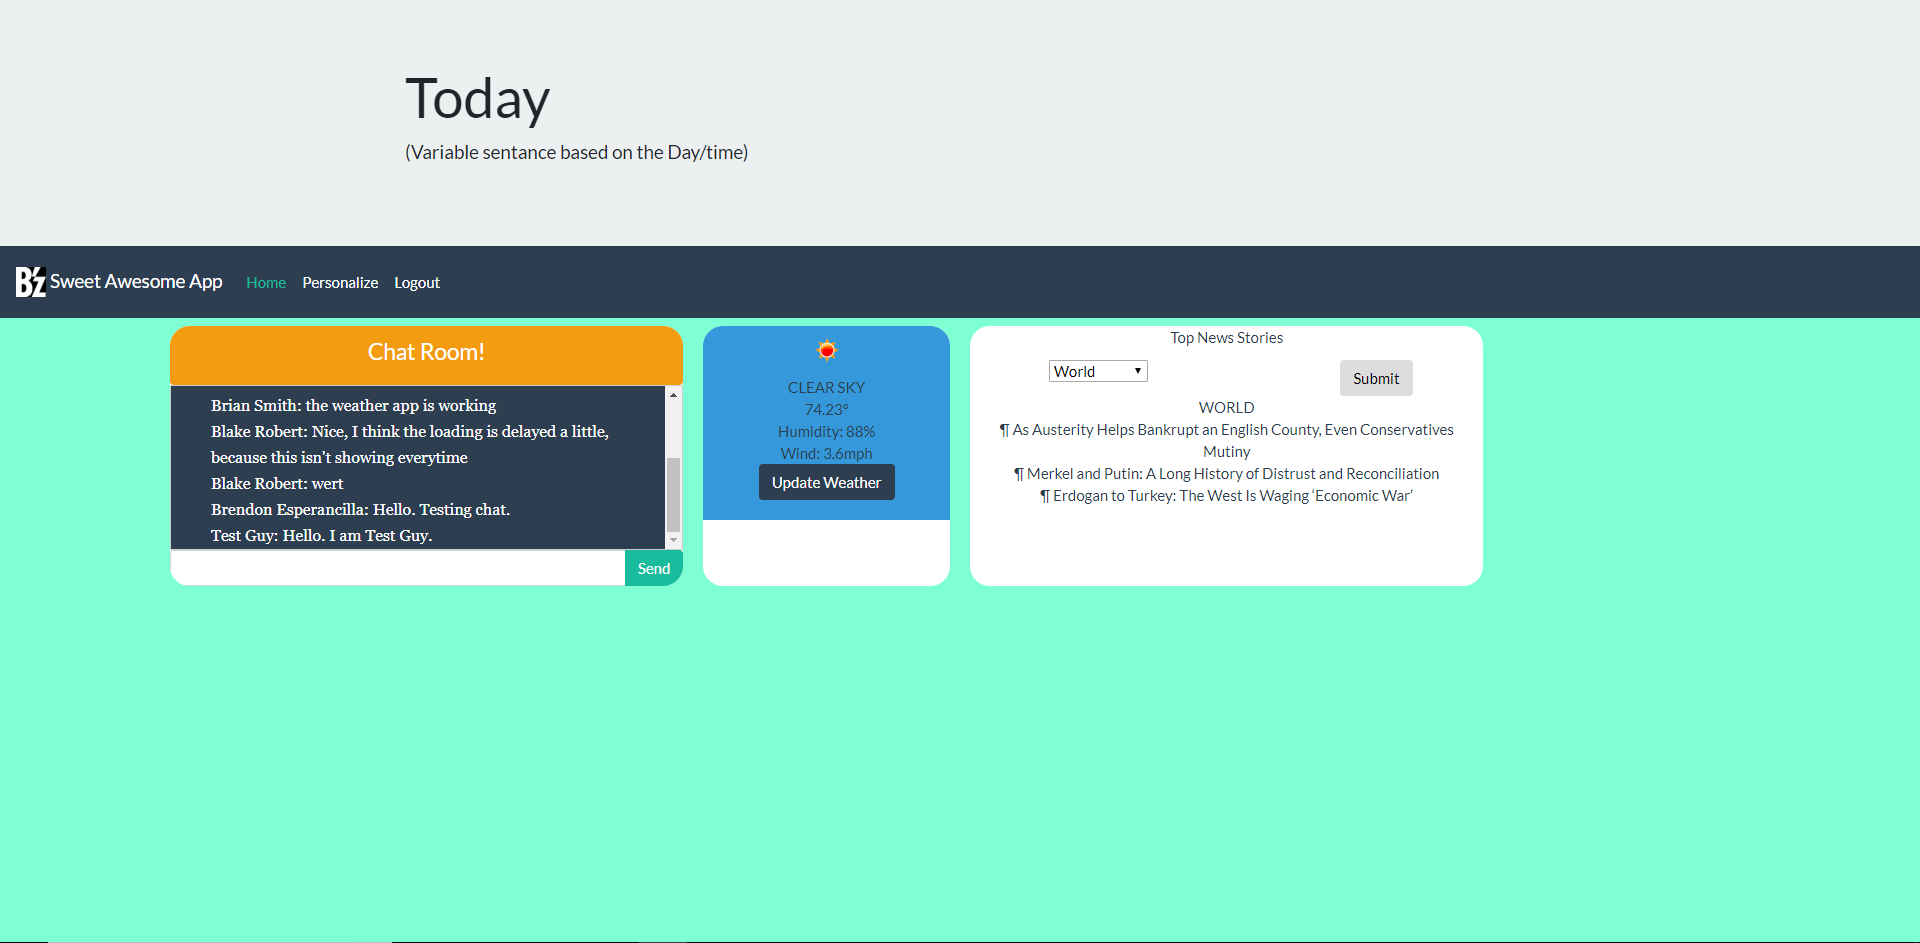 Today
(Variable sentance based on the Day/time)
B'z Sweet Awesome App Home Personalize Logout
Chat Room!
Brian Smith: the weather app is working
Blake Robert: Nice, I think the loading is delayed a little,
because this isn't showing everytime
Blake Robert: wert
Brendon Esperancilla: Hello. Testing chat.
Test Guy: Hello. I am Test Guy.
Send
CLEAR SKY
74.23°
Humidity: 88%
Wind: 3.6mph
Update Weather
Top News Stories
World
Submit
WORLD
¶ As Austerity Helps Bankrupt an English County, Even Conservatives
Mutiny
¶ Merkel and Putin: A Long History of Distrust and Reconciliation
¶ Erdogan to Turkey: The West Is Waging ‘Economic War’